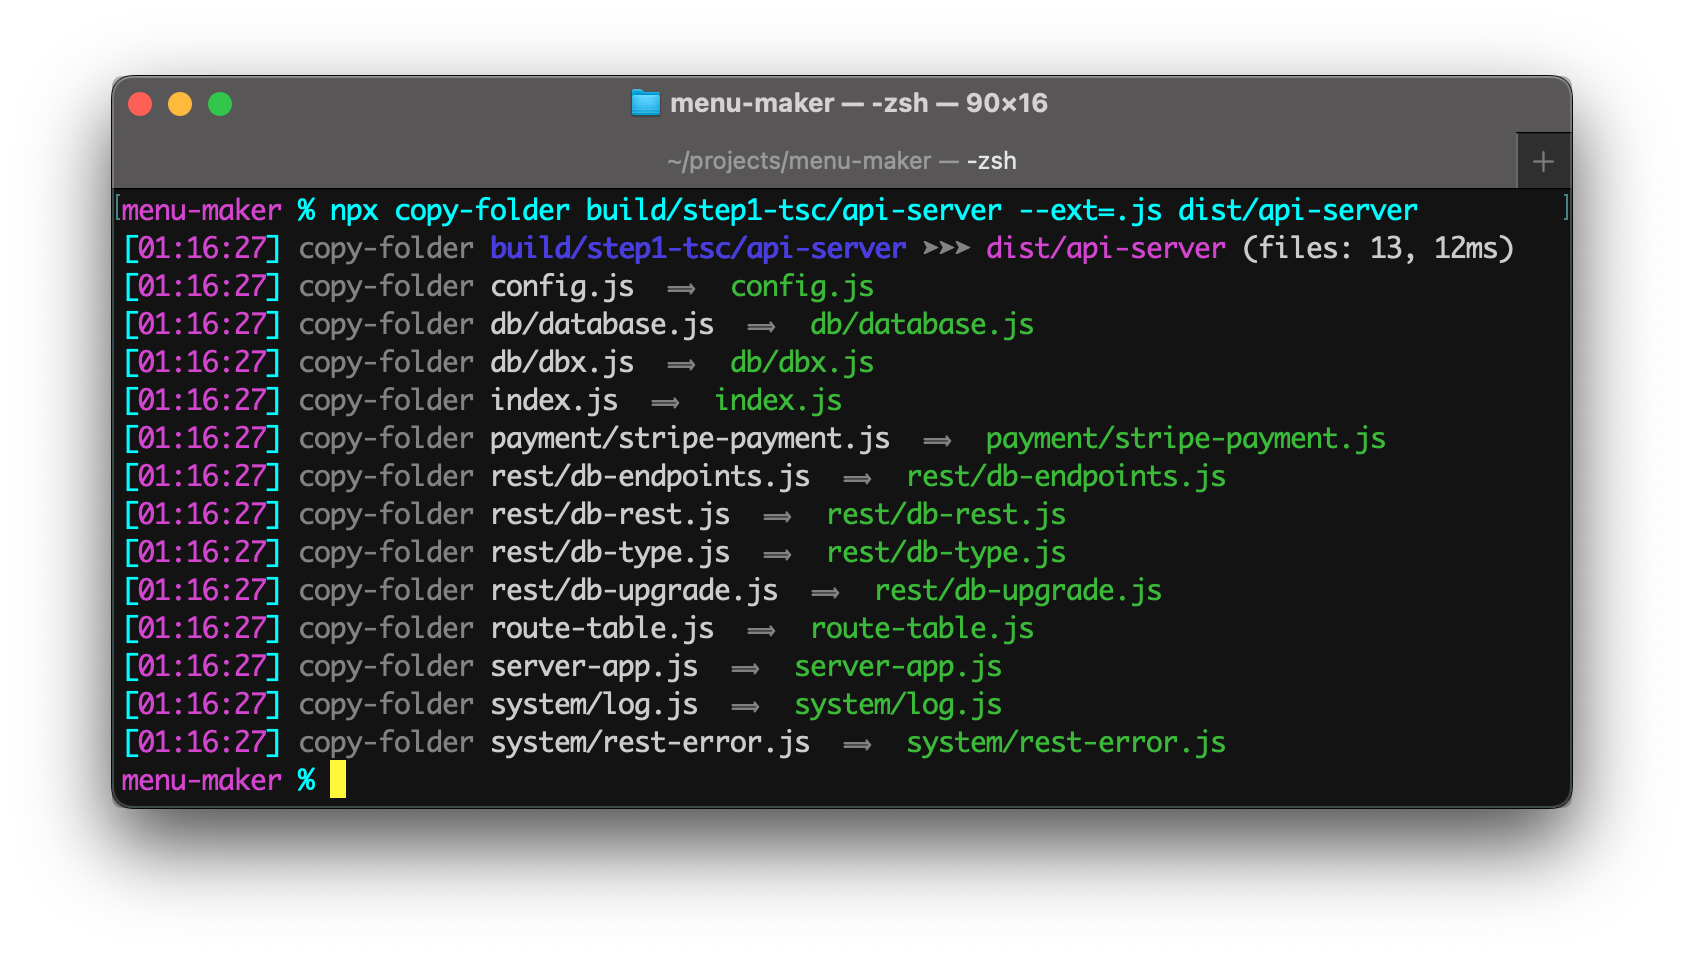 menu-maker — -zsh — 90×16
~/projects/menu-maker — -zsh
+
[menu-maker % npx copy-folder build/step1-tsc/api-server --ext=.js dist/api-server ]
[01:16:27] copy-folder build/step1-tsc/api-server ➤➤➤ dist/api-server (files: 13, 12ms)
[01:16:27] copy-folder config.js ⟹ config.js
[01:16:27] copy-folder db/database.js ⟹ db/database.js
[01:16:27] copy-folder db/dbx.js ⟹ db/dbx.js
[01:16:27] copy-folder index.js ⟹ index.js
[01:16:27] copy-folder payment/stripe-payment.js ⟹ payment/stripe-payment.js
[01:16:27] copy-folder rest/db-endpoints.js ⟹ rest/db-endpoints.js
[01:16:27] copy-folder rest/db-rest.js ⟹ rest/db-rest.js
[01:16:27] copy-folder rest/db-type.js ⟹ rest/db-type.js
[01:16:27] copy-folder rest/db-upgrade.js ⟹ rest/db-upgrade.js
[01:16:27] copy-folder route-table.js ⟹ route-table.js
[01:16:27] copy-folder server-app.js ⟹ server-app.js
[01:16:27] copy-folder system/log.js ⟹ system/log.js
[01:16:27] copy-folder system/rest-error.js ⟹ system/rest-error.js
menu-maker %